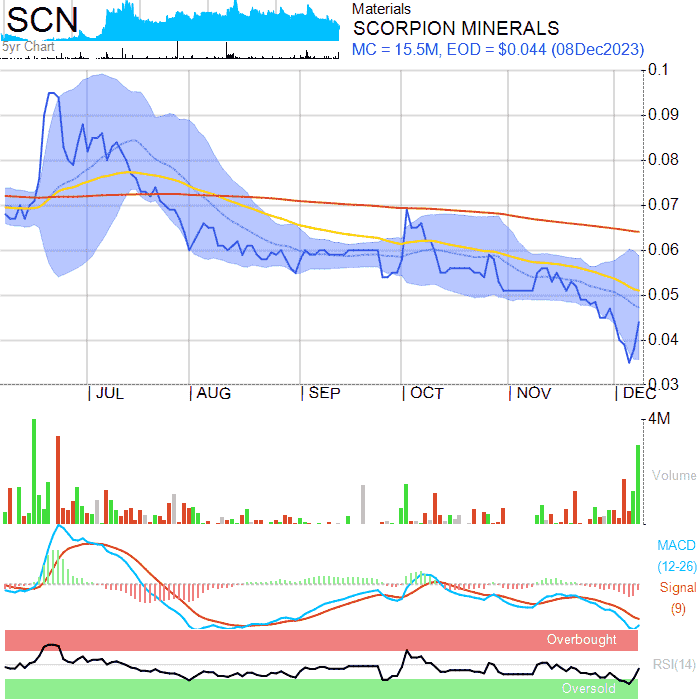 SCN
5yr Chart
Materials
SCORPION MINERALS
MC = 15.5M, EOD = $0.044 (08Dec2023)
0.1
0.09
0.08
0.07
0.06
0.05
0.04
0.03
JUL
AUG
SEP
OCT
NOV
DEC
4M
Volume
MACD
(12-26)
Signal
(9)
Overbought
RSI(14)
Oversold